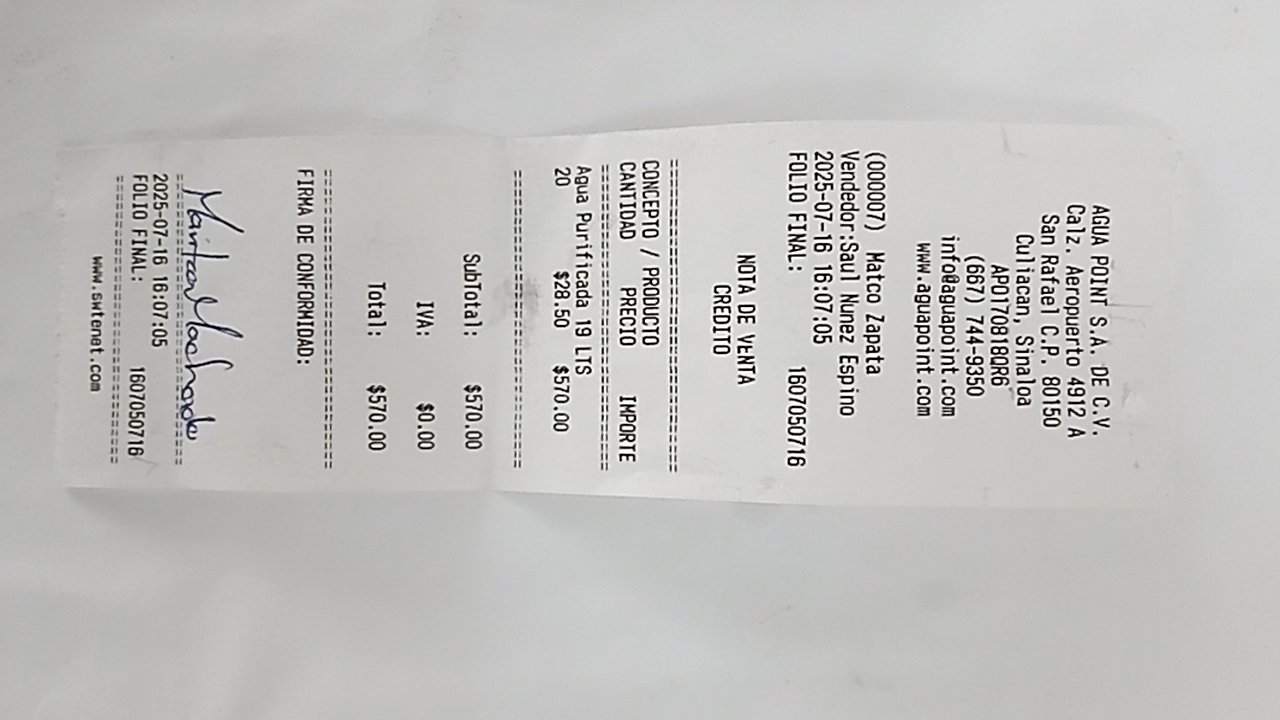 AGUA POINT S.A. DE C.V.
Calz. Aeropuerto 4912 A
San Rafael C.P. 80150
Culiacan, Sinaloa
APO170818QR6
(667) 744-9350
info@aguapoint.com
www.aguapoint.com
(000007) Matco Zapata
Vendedor:Saul Nunez Espino
2025-07-16 16:07:05
FOLIO FINAL: 1607050716
NOTA DE VENTA
CREDITO
===================================
CONCEPTO / PRODUCTO
CANTIDAD PRECIO IMPORTE
===================================
Agua Purificada 19 LTS
20 $28.50 $570.00
===================================
SubTotal: $570.00
IVA: $0.00
Total: $570.00
===================================
FIRMA DE CONFORMIDAD:
Maritza Machado
===================================
2025-07-16 16:07:05
FOLIO FINAL: 1607050716
===================================
www.swtenet.com